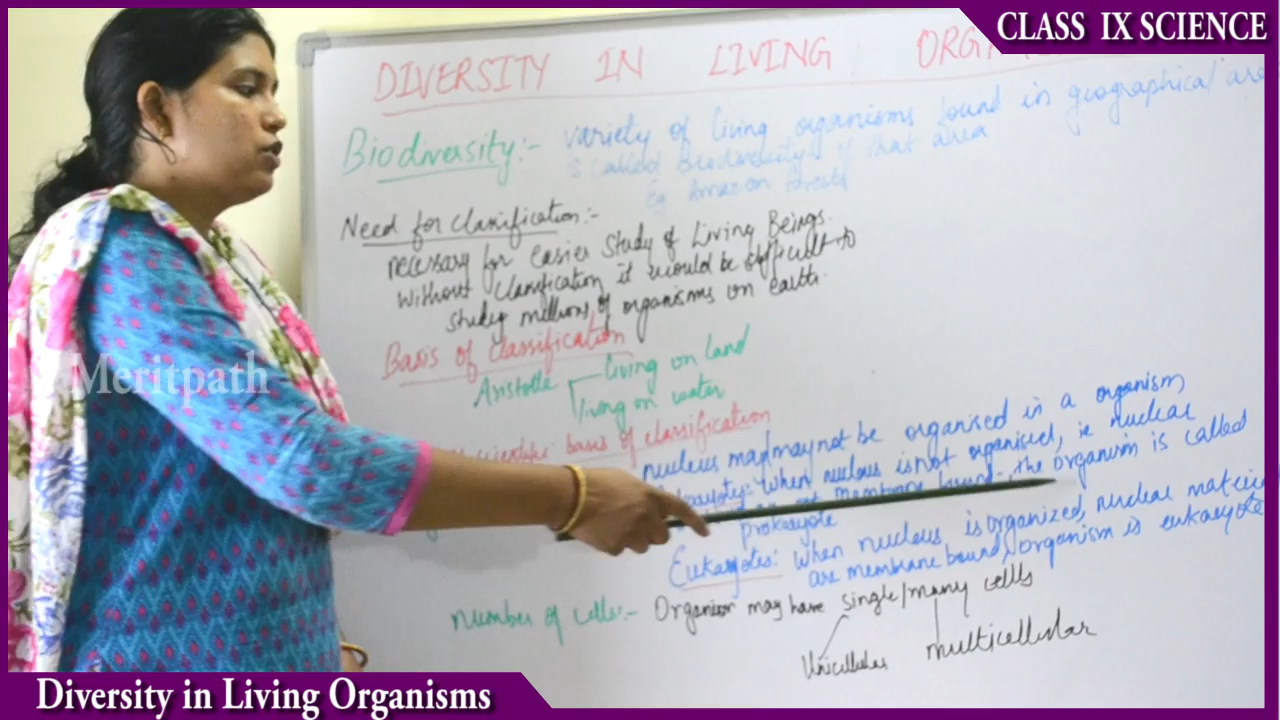 CLASS IX SCIENCE
DIVERSITY IN LIVING ORGA
Biodiversity:- variety of living organisms found in geographical are
is called Biodiversity of that area
Eg Amazon forests
Need for classification:-
necessary for easier study of Living Beings.
without classification it would be difficult to
study millions of organisms on earth.
Basis of classification
Aristotle living on land
living on water
basis of classification
nucleus may/may not be organised in a organism
when nucleus is not organised, ie nuclear
not membrane bound, the organism is called
prokaryote
Eukaryotes: when nucleus is organized, nuclear materia
are membrane bound, organism is eukaryote
Number of cells:- Organism may have single/many cells
Unicellular multicellular
Meritpath
Diversity in Living Organisms